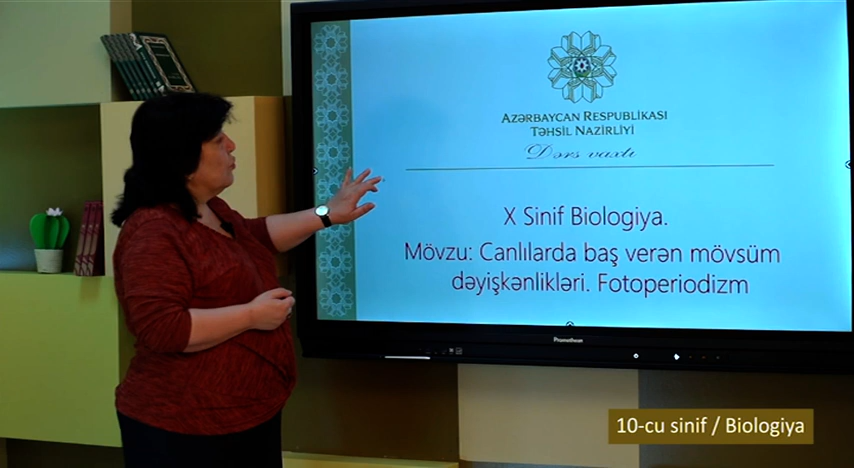 AZƏRBAYCAN RESPUBLİKASI
TƏHSİL NAZİRLİYİ
Dərs vaxtı
X Sinif Biologiya.
Mövzu: Canlılarda baş verən mövsüm
dəyişkənlikləri. Fotoperiodizm
Promethean
10-cu sinif / Biologiya